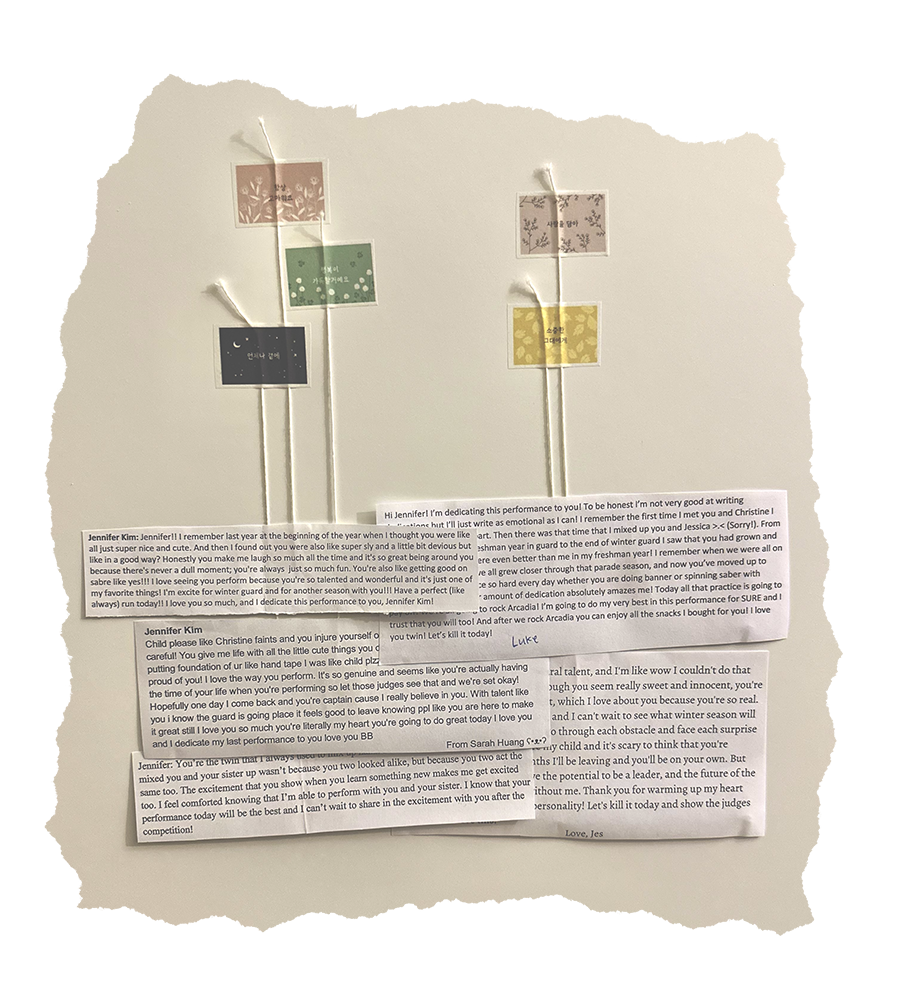 항상
고마워요
행복이
가득할거예요
언제나 곁에
사랑을 담아
소중한
그대에게
Jennifer Kim: Jennifer!! I remember last year at the beginning of the year when I thought you were like
all just super nice and cute. And then I found out you were also like super sly and a little bit devious but
like in a good way? Honestly you make me laugh so much all the time and it's so great being around you
because there's never a dull moment; you're always just so much fun. You're also like getting good on
sabre like yes!!! I love seeing you perform because you're so talented and wonderful and it's just one of
my favorite things! I'm excite for winter guard and for another season with you!!! Have a perfect (like
always) run today!! I love you so much, and I dedicate this performance to you, Jennifer Kim!
Hi Jennifer! I'm dedicating this performance to you! To be honest I'm not very good at writing
but I'll just write as emotional as I can! I remember the first time I met you and Christine I
art. Then there was that time that I mixed up you and Jessica >.< (Sorry!). From
shman year in guard to the end of winter guard I saw that you had grown and
ere even better than me in my freshman year! I remember when we were all on
ve all grew closer through that parade season, and now you've moved up to
ce so hard every day whether you are doing banner or spinning saber with
amount of dedication absolutely amazes me! Today all that practice is going to
to rock Arcadia! I'm going to do my very best in this performance for SURE and I
trust that you will too! And after we rock Arcadia you can enjoy all the snacks I bought for you! I love
you twin! Let's kill it today!
Luke
Jennifer Kim
Child please like Christine faints and you injure yourself o
careful! You give me life with all the little cute things you d
putting foundation of ur like hand tape I was like child plzz
proud of you! I love the way you perform. It's so genuine and seems like you're actually having
the time of your life when you're performing so let those judges see that and we're set okay!
Hopefully one day I come back and you're captain cause I really believe in you. With talent like
you i know the guard is going place it feels good to leave knowing ppl like you are here to make
it great still I love you so much you're literally my heart you're going to do great today I love you
and I dedicate my last performance to you love you BB
From Sarah Huang ʕ•ᴥ•ʔ
ral talent, and I'm like wow I couldn't do that
ough you seem really sweet and innocent, you're
t, which I love about you because you're so real.
and I can't wait to see what winter season will
o through each obstacle and face each surprise
my child and it's scary to think that you're
nths I'll be leaving and you'll be on your own. But
ve the potential to be a leader, and the future of the
ithout me. Thank you for warming up my heart
personality! Let's kill it today and show the judges
Love, Jes
Jennifer: You're the twin that I always used to mix up
mixed you and your sister up wasn't because you two looked alike, but because you two act the
same too. The excitement that you show when you learn something new makes me get excited
too. I feel comforted knowing that I'm able to perform with you and your sister. I know that your
performance today will be the best and I can't wait to share in the excitement with you after the
competition!